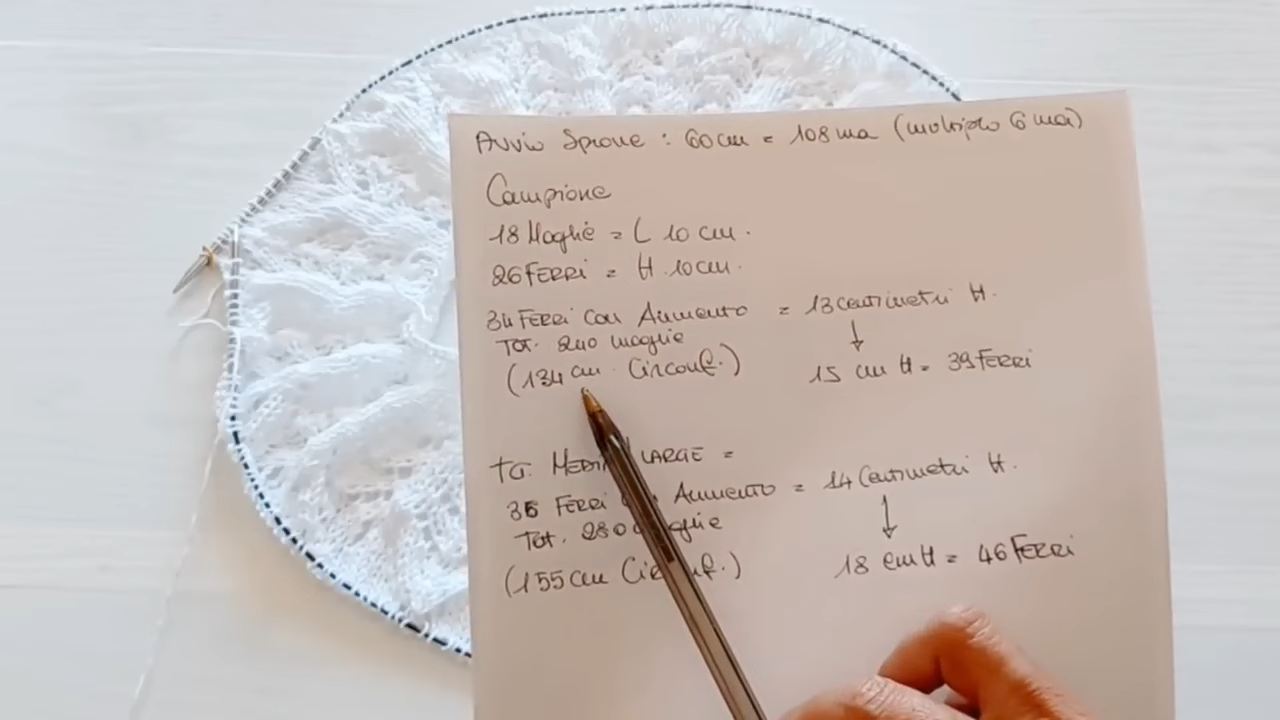 Avvio Sprone : 60 cm = 108 ma (multiplo 6 ma)
Campione
18 Maglie = L 10 cm.
26 FERRI = H 10 cm.
34 FERRI con Aumento = 13 centimetri H.
TOT. 240 maglie
(134 cm. Circonf.)
↓
15 cm H = 39 FERRI
TG. LARGE =
36 FERRI Aumento = 14 Centimetri H.
Tot. 280
(155 cm
↓
18 cm H = 46 FERRI